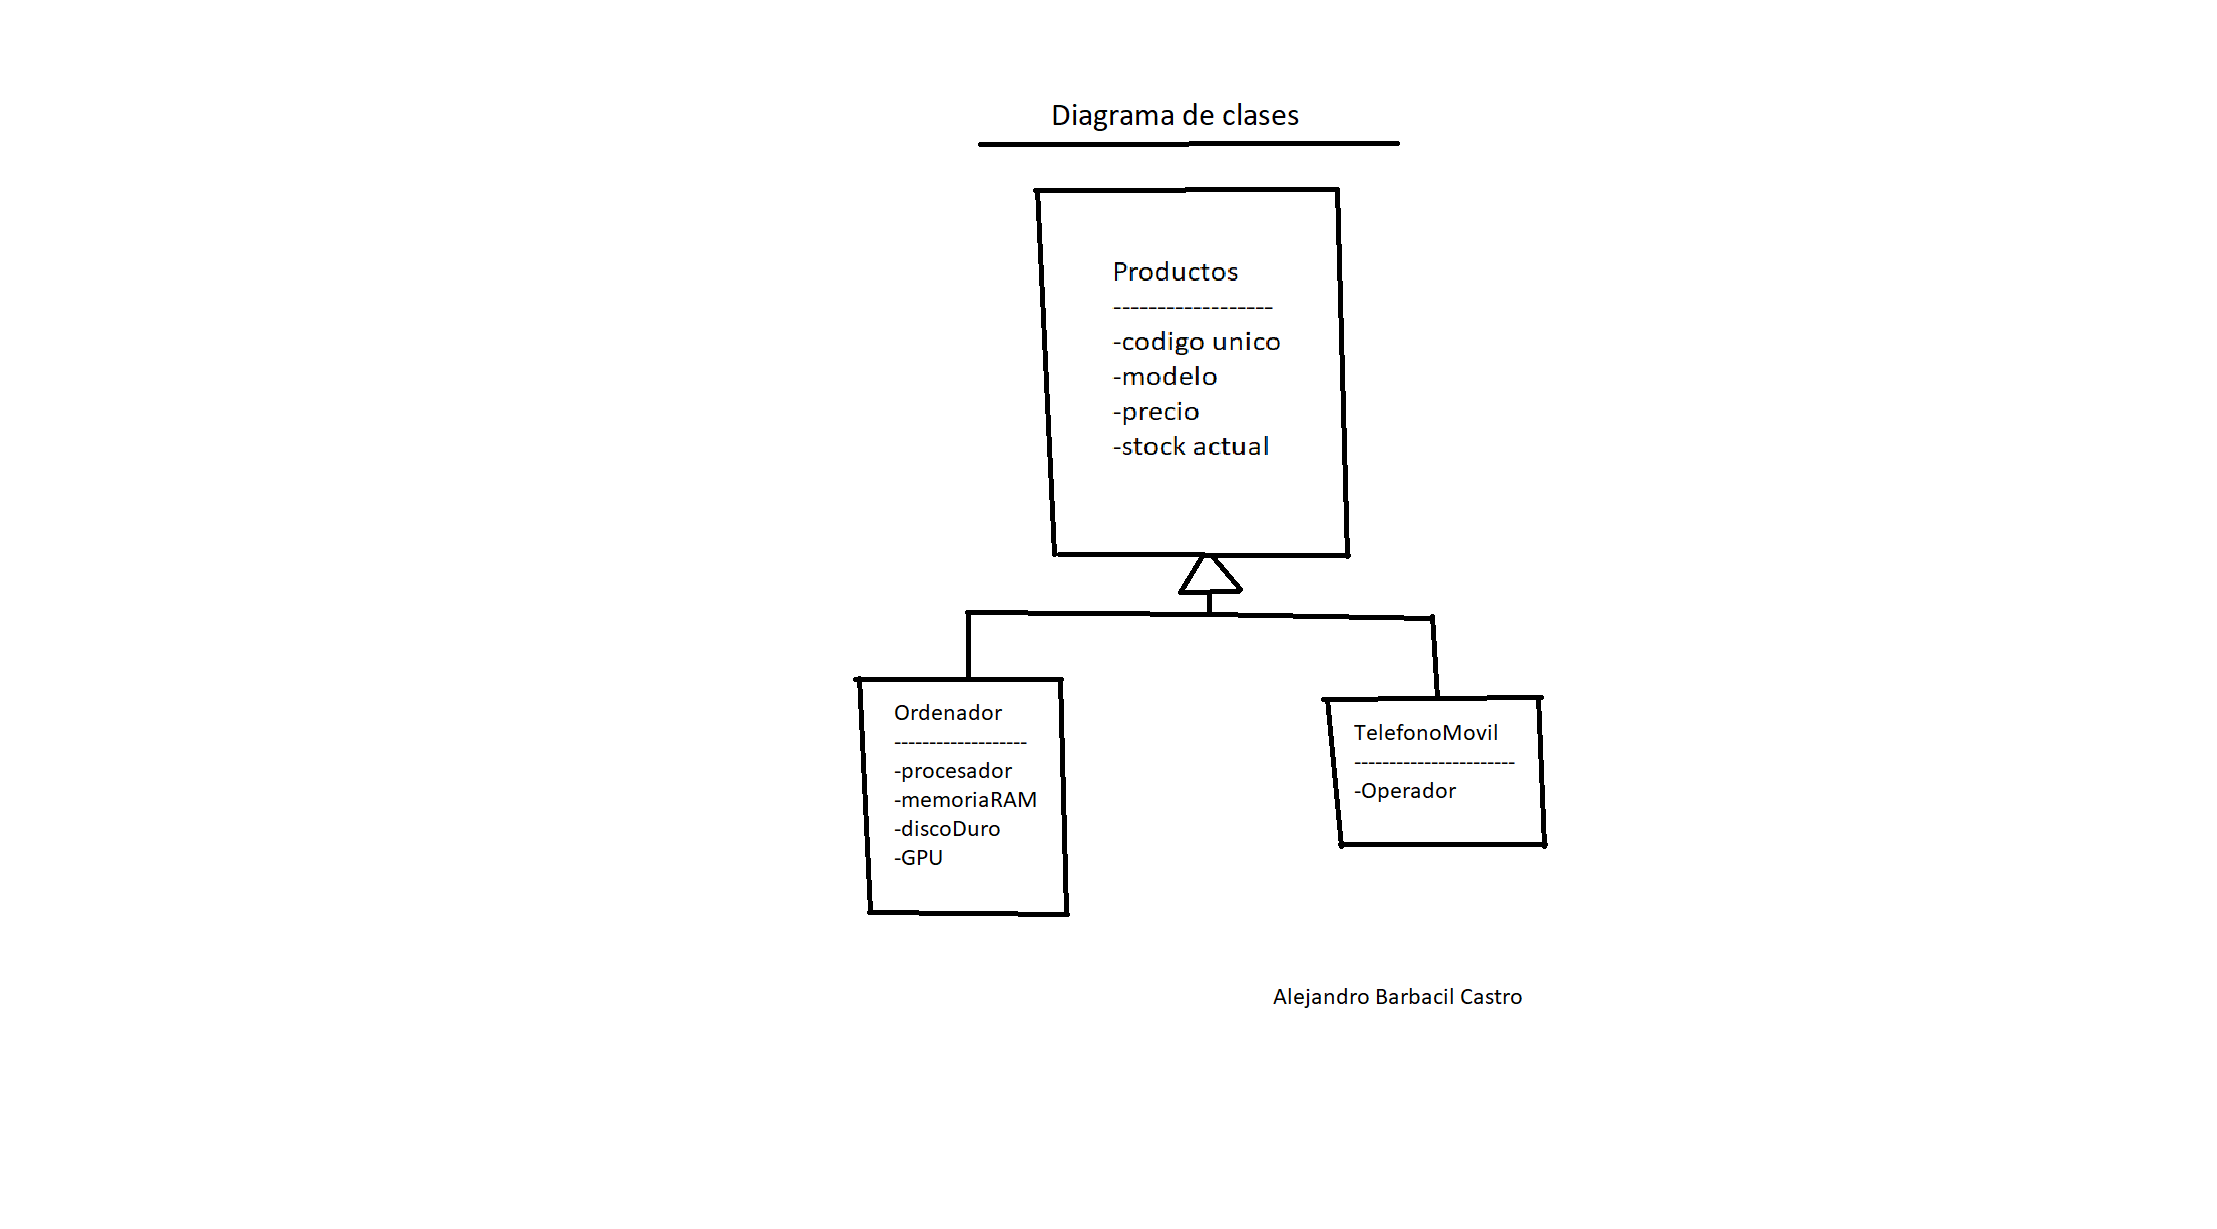 Diagrama de clases
Productos
------------------
-codigo unico
-modelo
-precio
-stock actual
Ordenador
-------------------
-procesador
-memoriaRAM
-discoDuro
-GPU
TelefonoMovil
-----------------------
-Operador
Alejandro Barbacil Castro